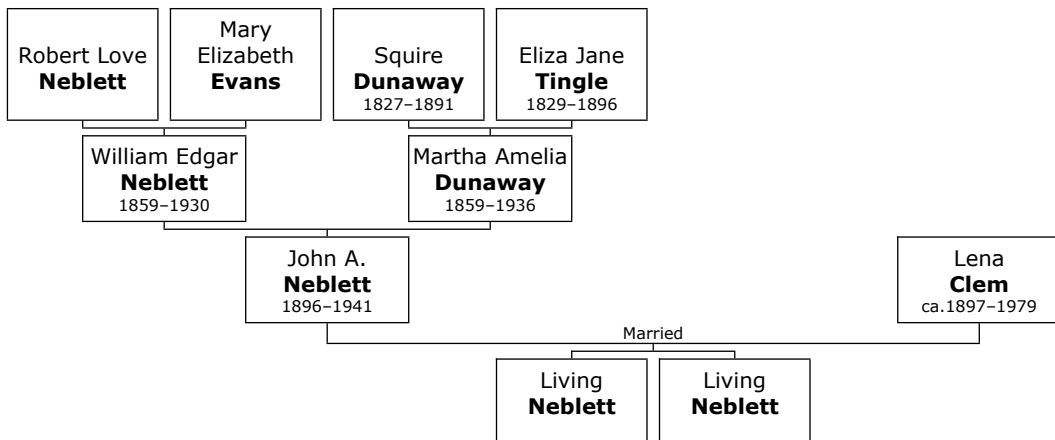 Robert Love
Neblett
Mary
Elizabeth
Evans
Squire
Dunaway
1827–1891
Eliza Jane
Tingle
1829–1896
William Edgar
Neblett
1859–1930
Martha Amelia
Dunaway
1859–1936
John A.
Neblett
1896–1941
Lena
Clem
ca.1897–1979
Married
Living
Neblett
Living
Neblett